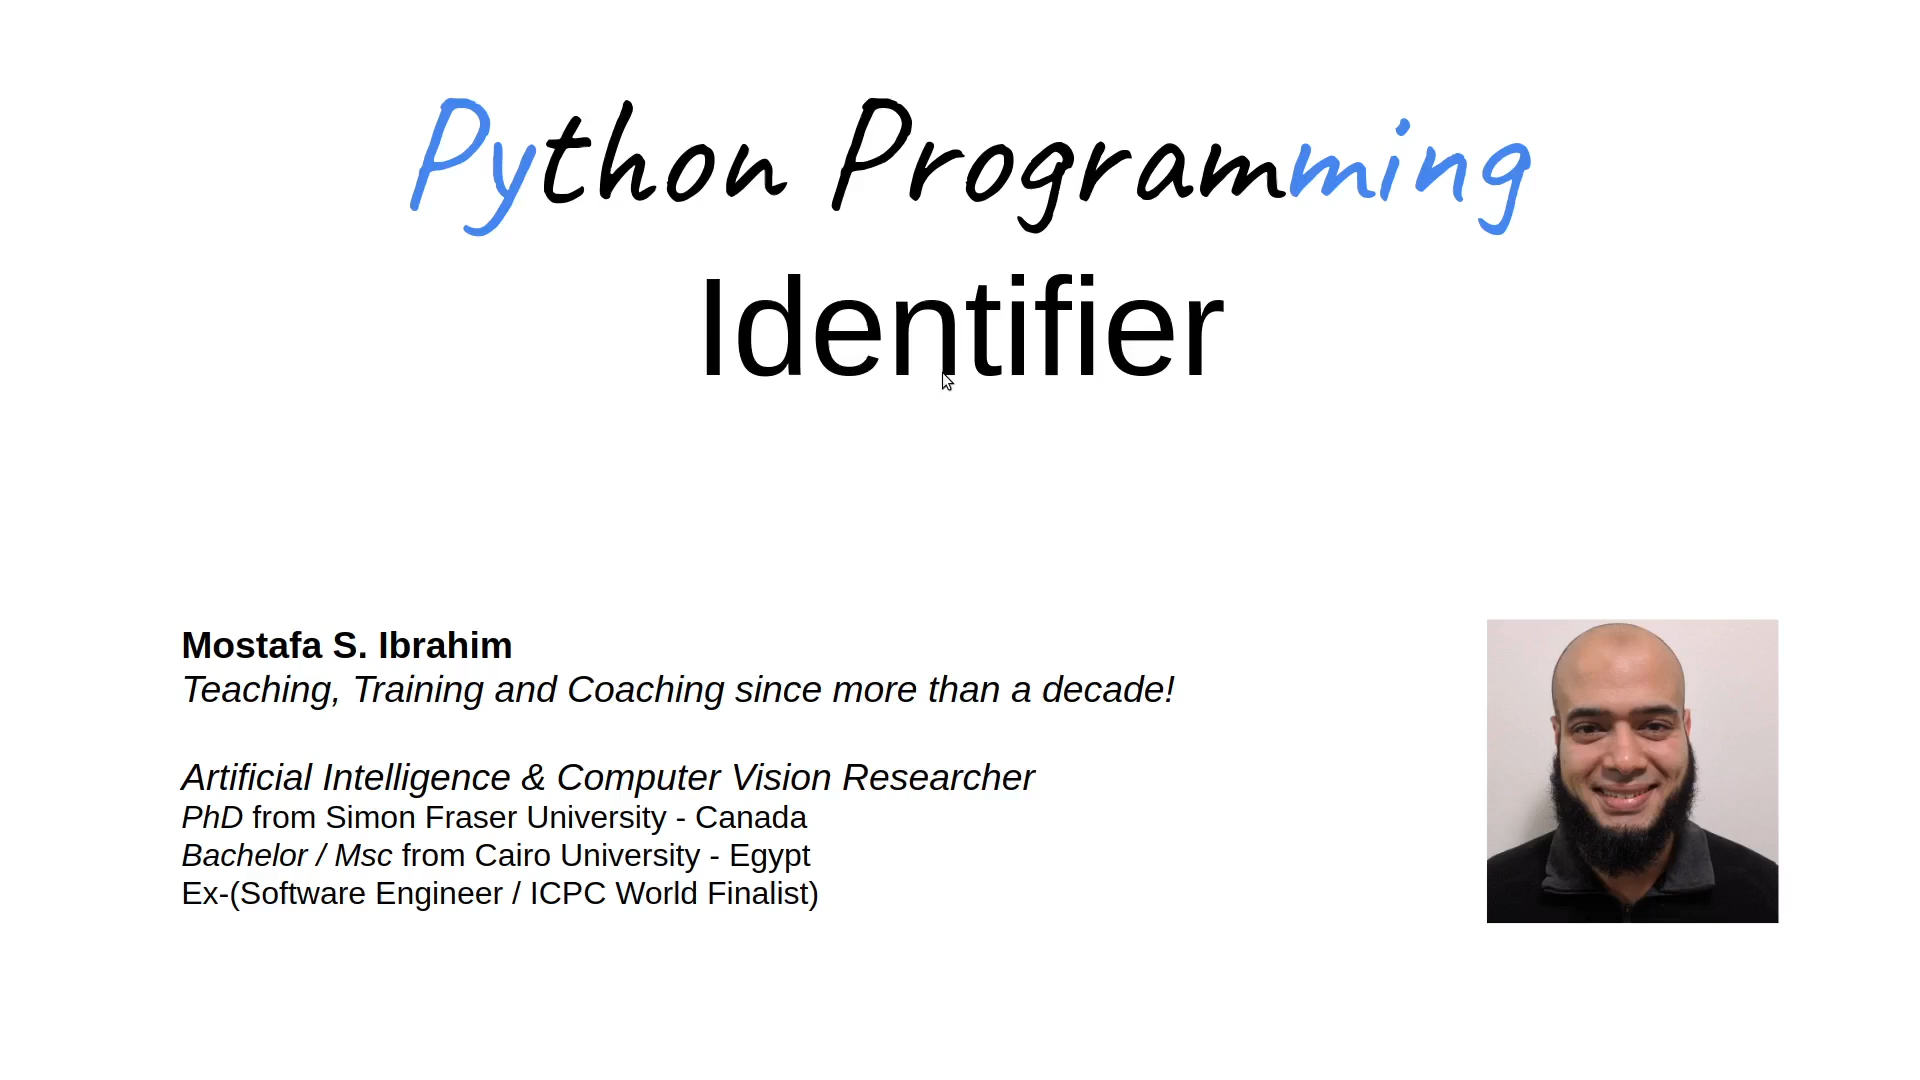 Python Programming
Identifier
Mostafa S. Ibrahim
Teaching, Training and Coaching since more than a decade!
Artificial Intelligence & Computer Vision Researcher
PhD from Simon Fraser University - Canada
Bachelor / Msc from Cairo University - Egypt
Ex-(Software Engineer / ICPC World Finalist)